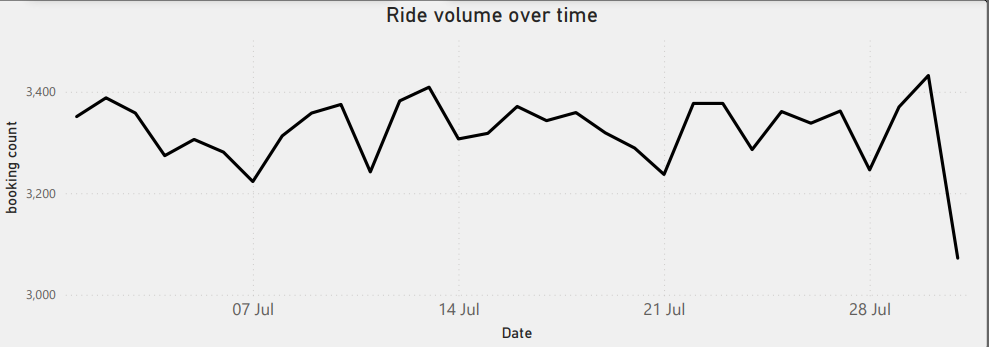 Ride volume over time
booking count
3,400
3,200
3,000
07 Jul
14 Jul
21 Jul
28 Jul
Date